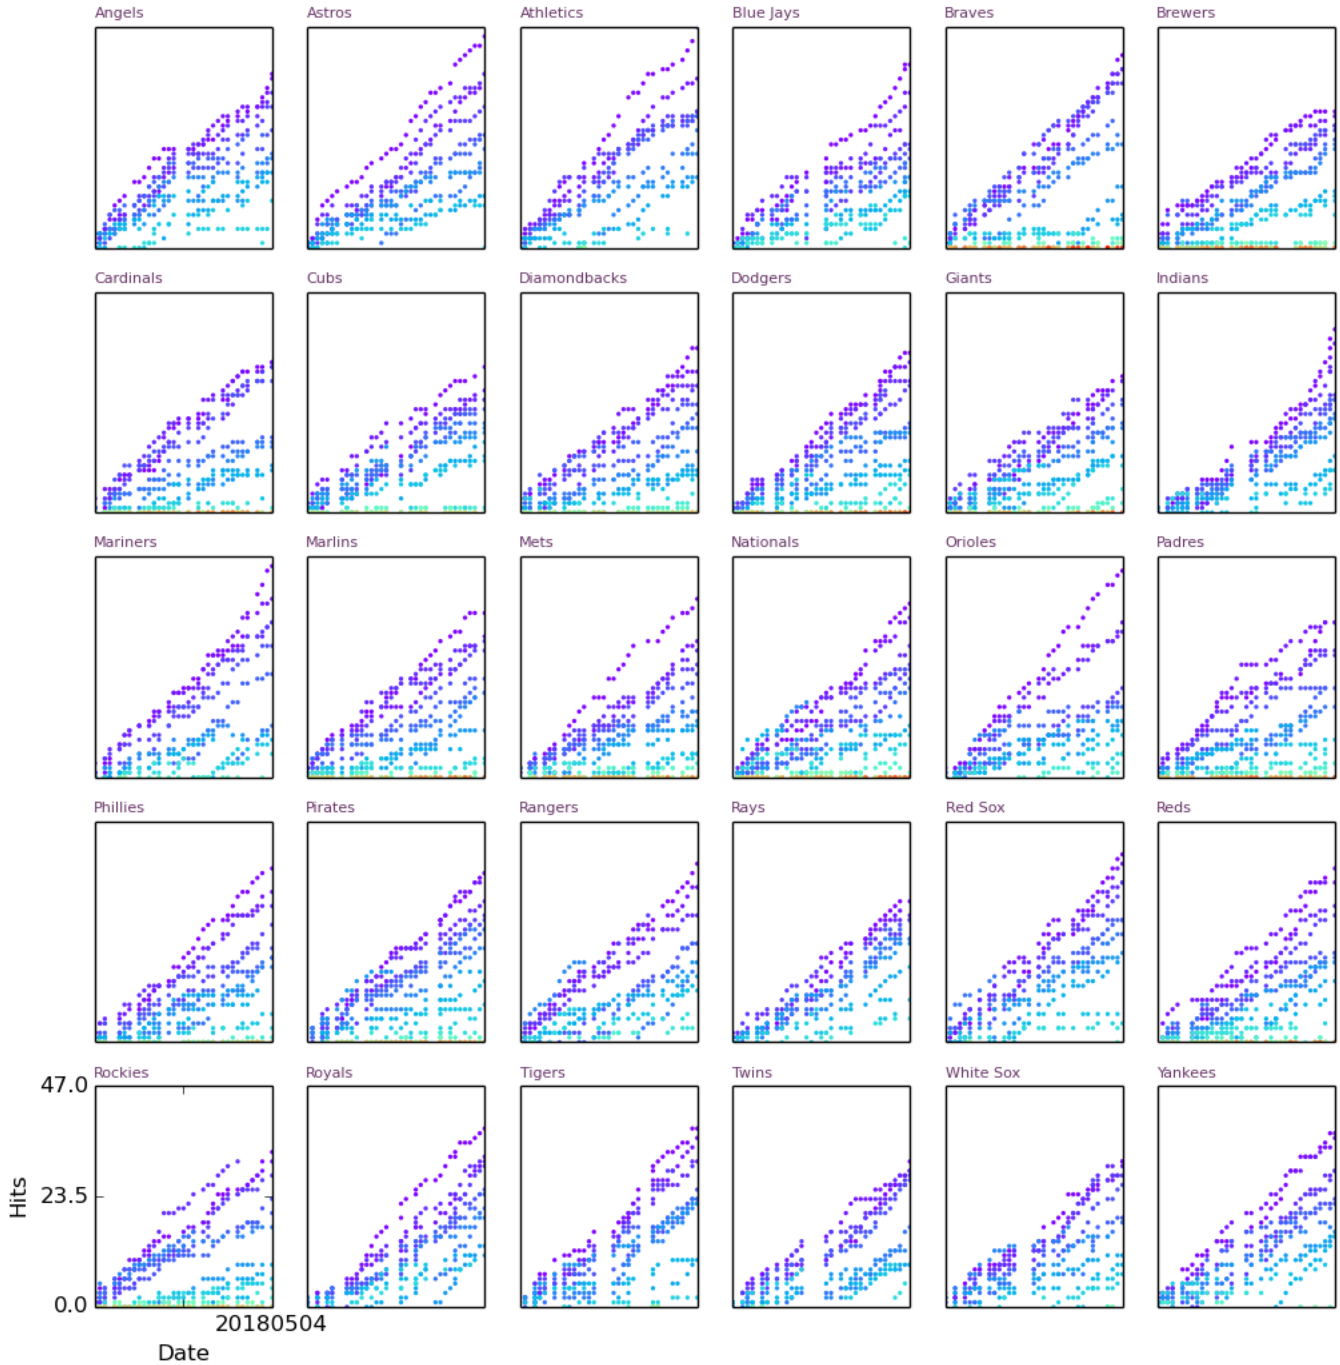 Angels Astros Athletics Blue Jays Braves Brewers
Cardinals Cubs Diamondbacks Dodgers Giants Indians
Mariners Marlins Mets Nationals Orioles Padres
Phillies Pirates Rangers Rays Red Sox Reds
Rockies Royals Tigers Twins White Sox Yankees
47.0
23.5
Hits
0.0
20180504
Date